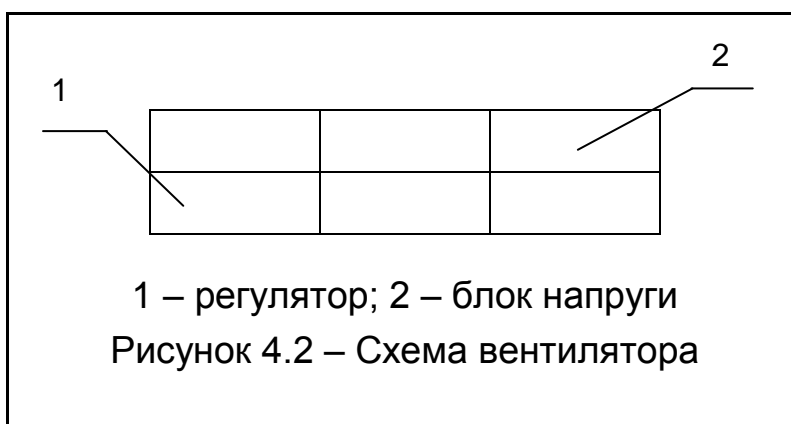 2
1
1 – регулятор; 2 – блок напруги
Рисунок 4.2 – Схема вентилятора